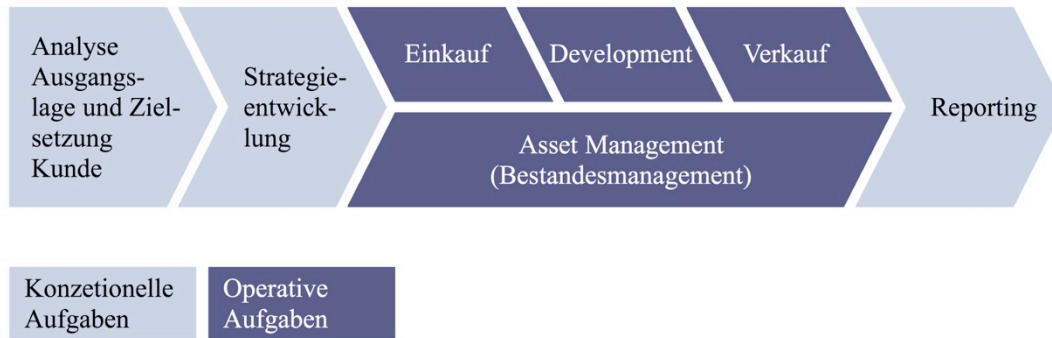 Analyse
Ausgangs-
lage und Ziel-
setzung
Kunde
Strategie-
entwick-
lung
Einkauf
Development
Verkauf
Asset Management
(Bestandesmanagement)
Reporting
Konzetionelle
Aufgaben
Operative
Aufgaben